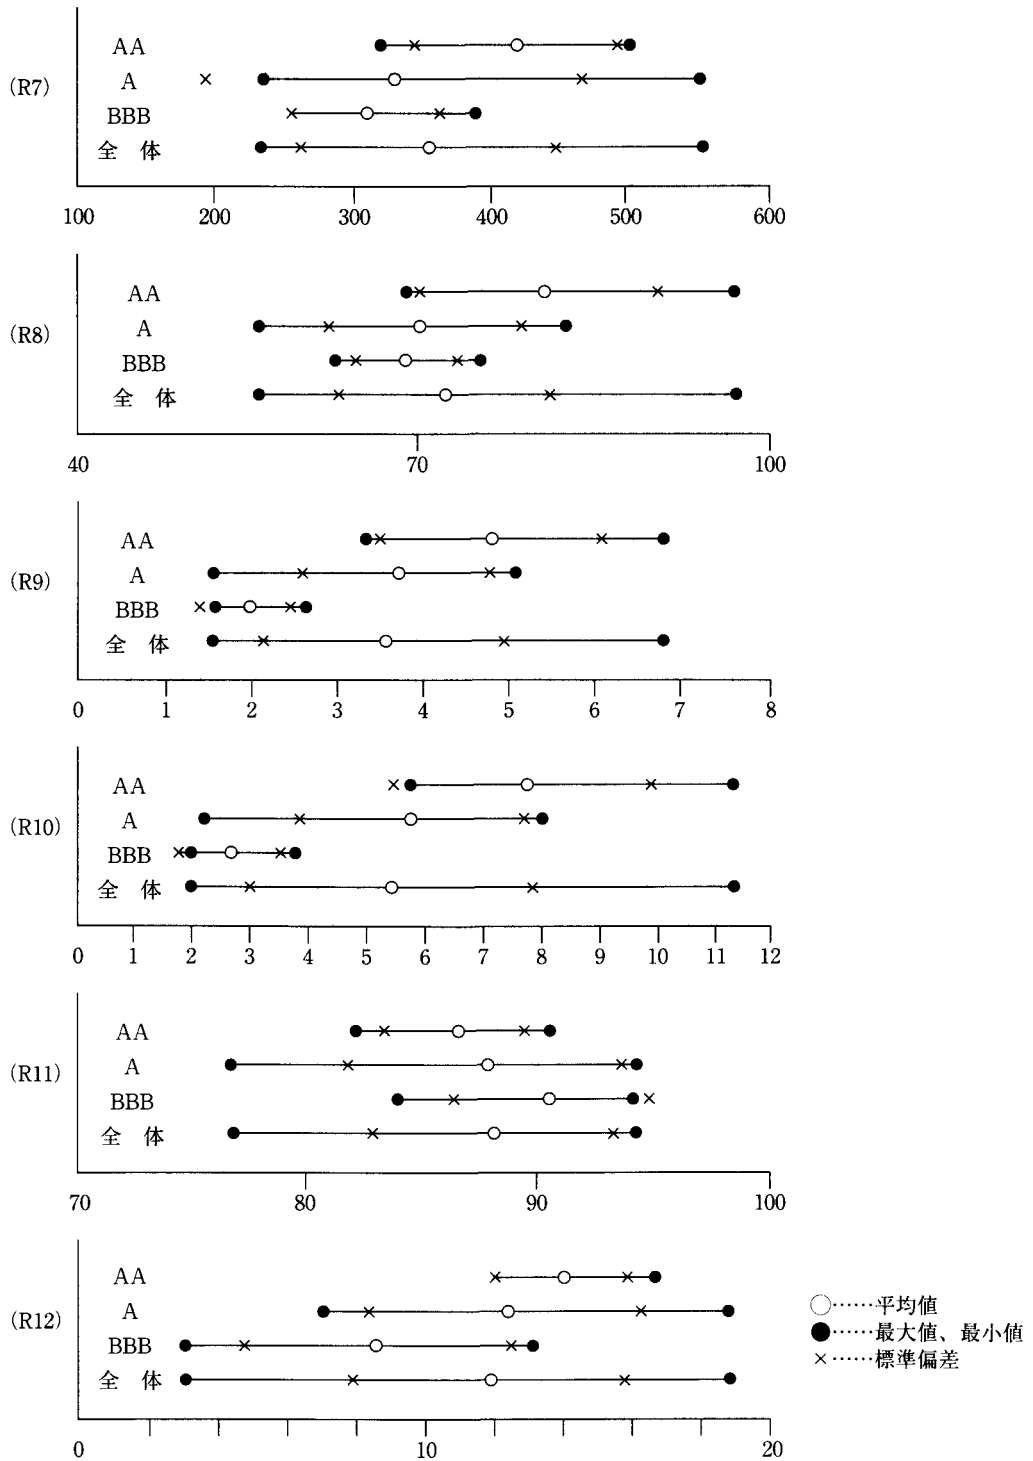 AA
(R7) A
BBB
全 体
100 200 300 400 500 600
AA
(R8) A
BBB
全 体
40 70 100
AA
(R9) A
BBB
全 体
0 1 2 3 4 5 6 7 8
AA
(R10) A
BBB
全 体
0 1 2 3 4 5 6 7 8 9 10 11 12
AA
(R11) A
BBB
全 体
70 80 90 100
AA
(R12) A
BBB
全 体
0 10 20
○……平均値
●……最大値、最小値
×……標準偏差